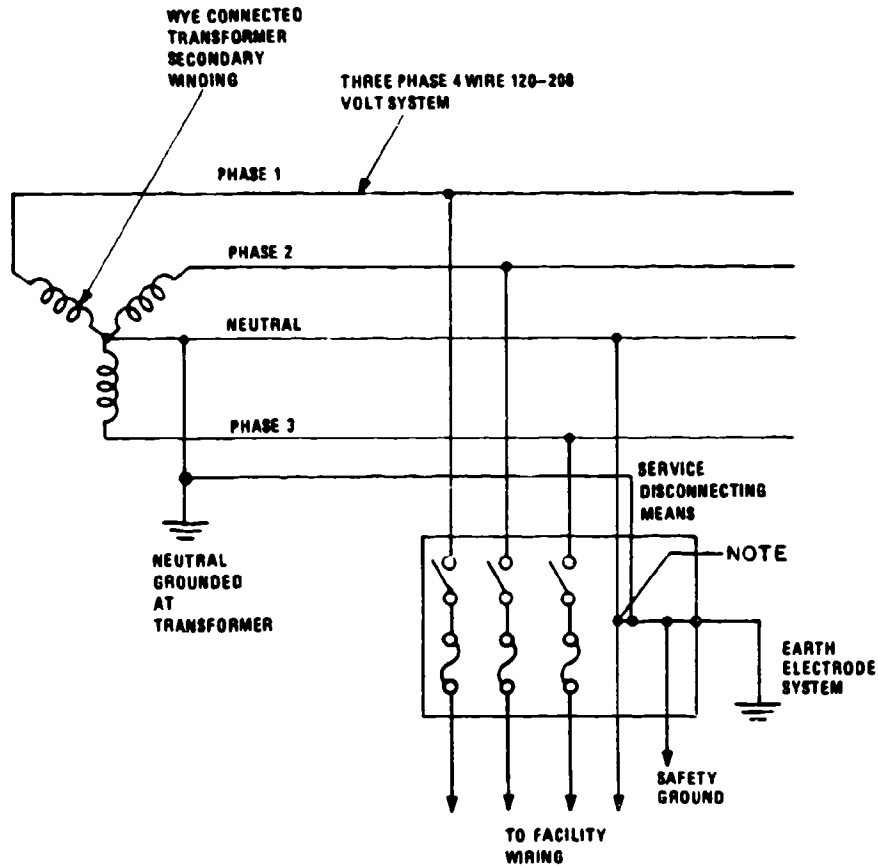 WYE CONNECTED
TRANSFORMER
SECONDARY
WINDING
THREE PHASE 4 WIRE 120-208
VOLT SYSTEM
PHASE 1
PHASE 2
NEUTRAL
PHASE 3
SERVICE
DISCONNECTING
MEANS
NOTE
NEUTRAL
GROUNDED
AT
TRANSFORMER
EARTH
ELECTRODE
SYSTEM
SAFETY
GROUND
TO FACILITY
WIRING